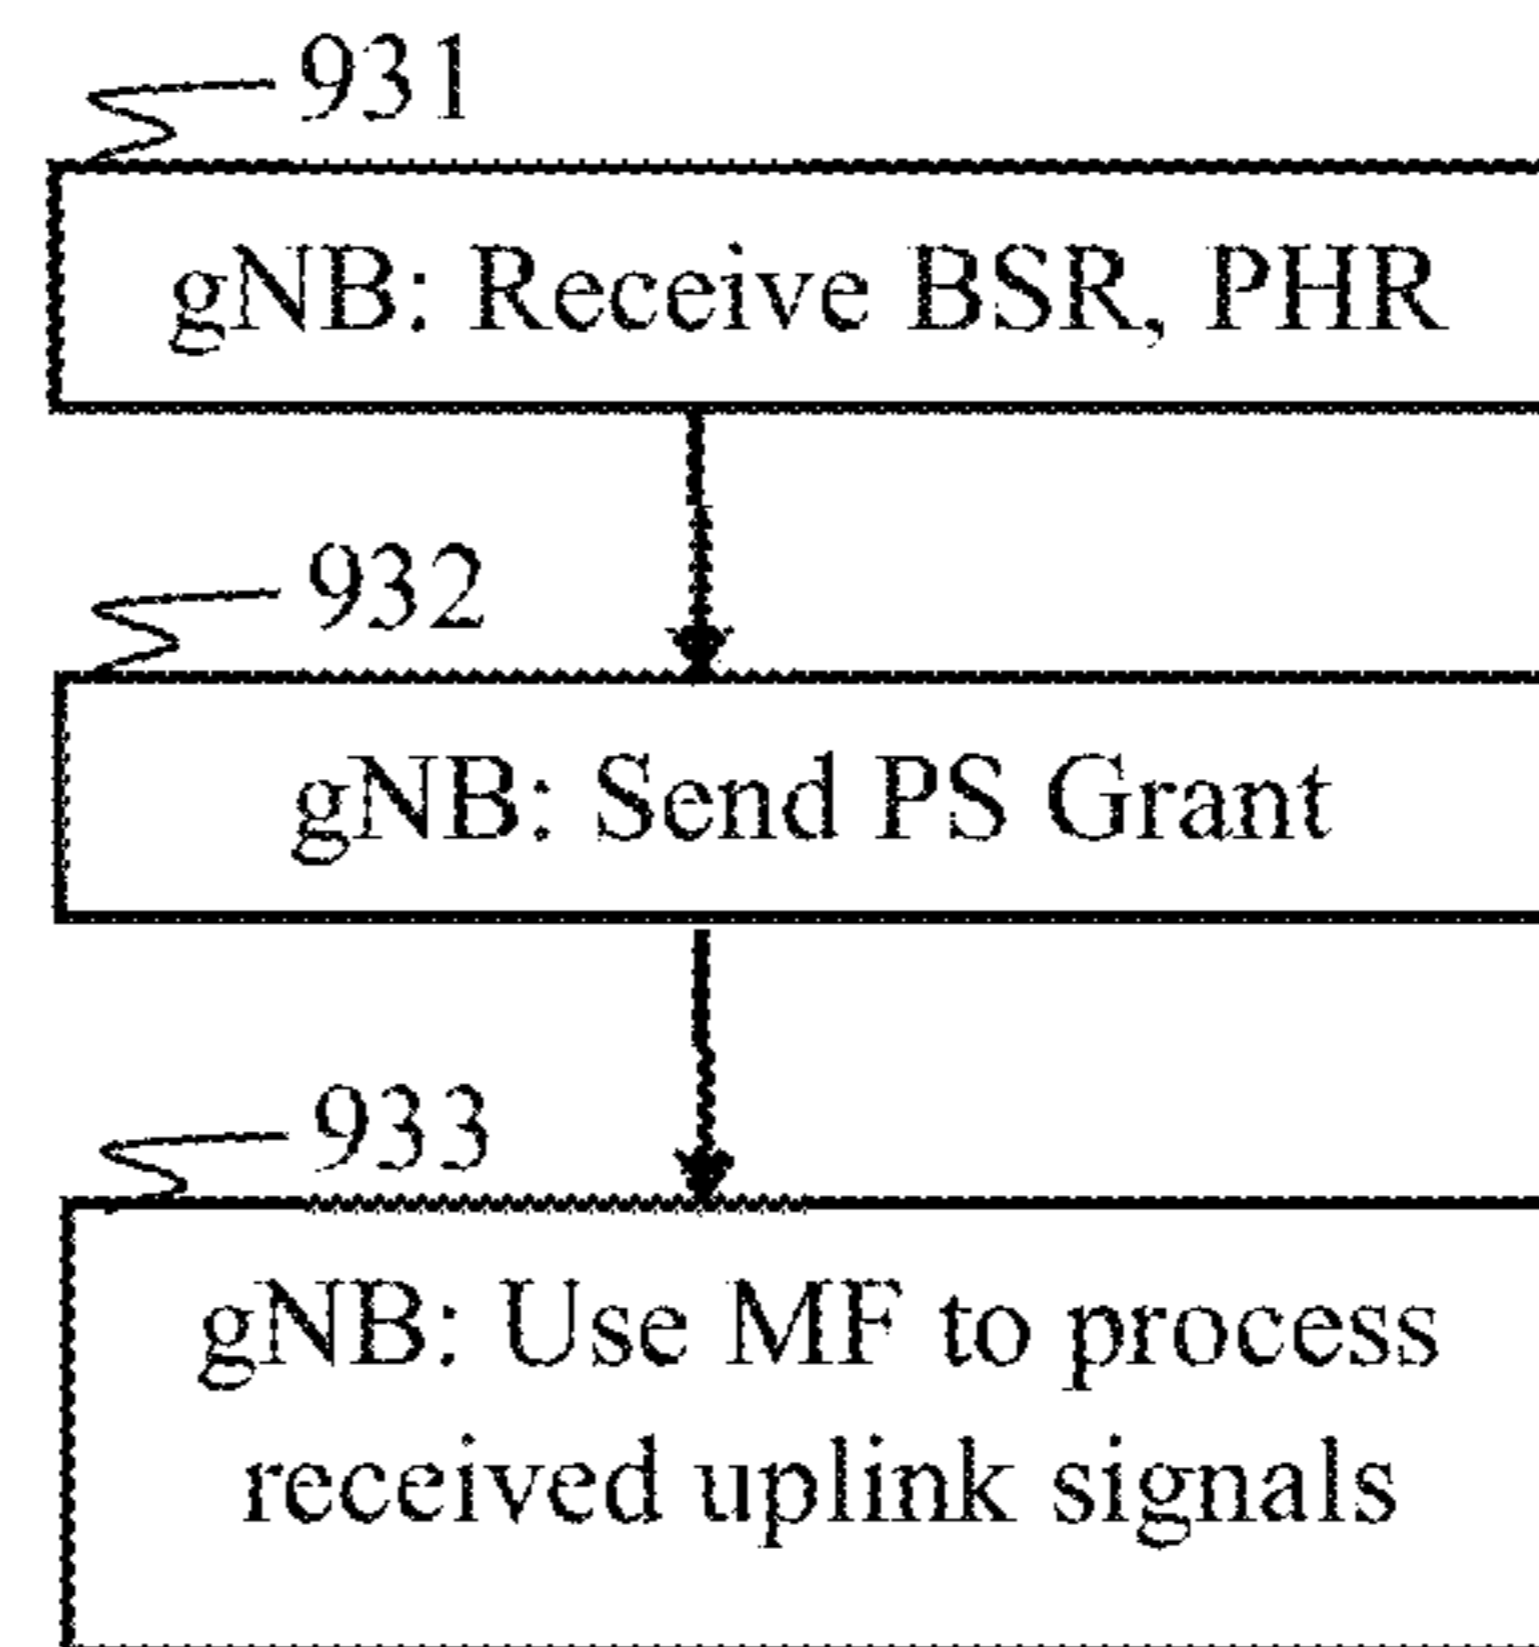 931
gNB: Receive BSR, PHR
932
gNB: Send PS Grant
933
gNB: Use MF to process
received uplink signals